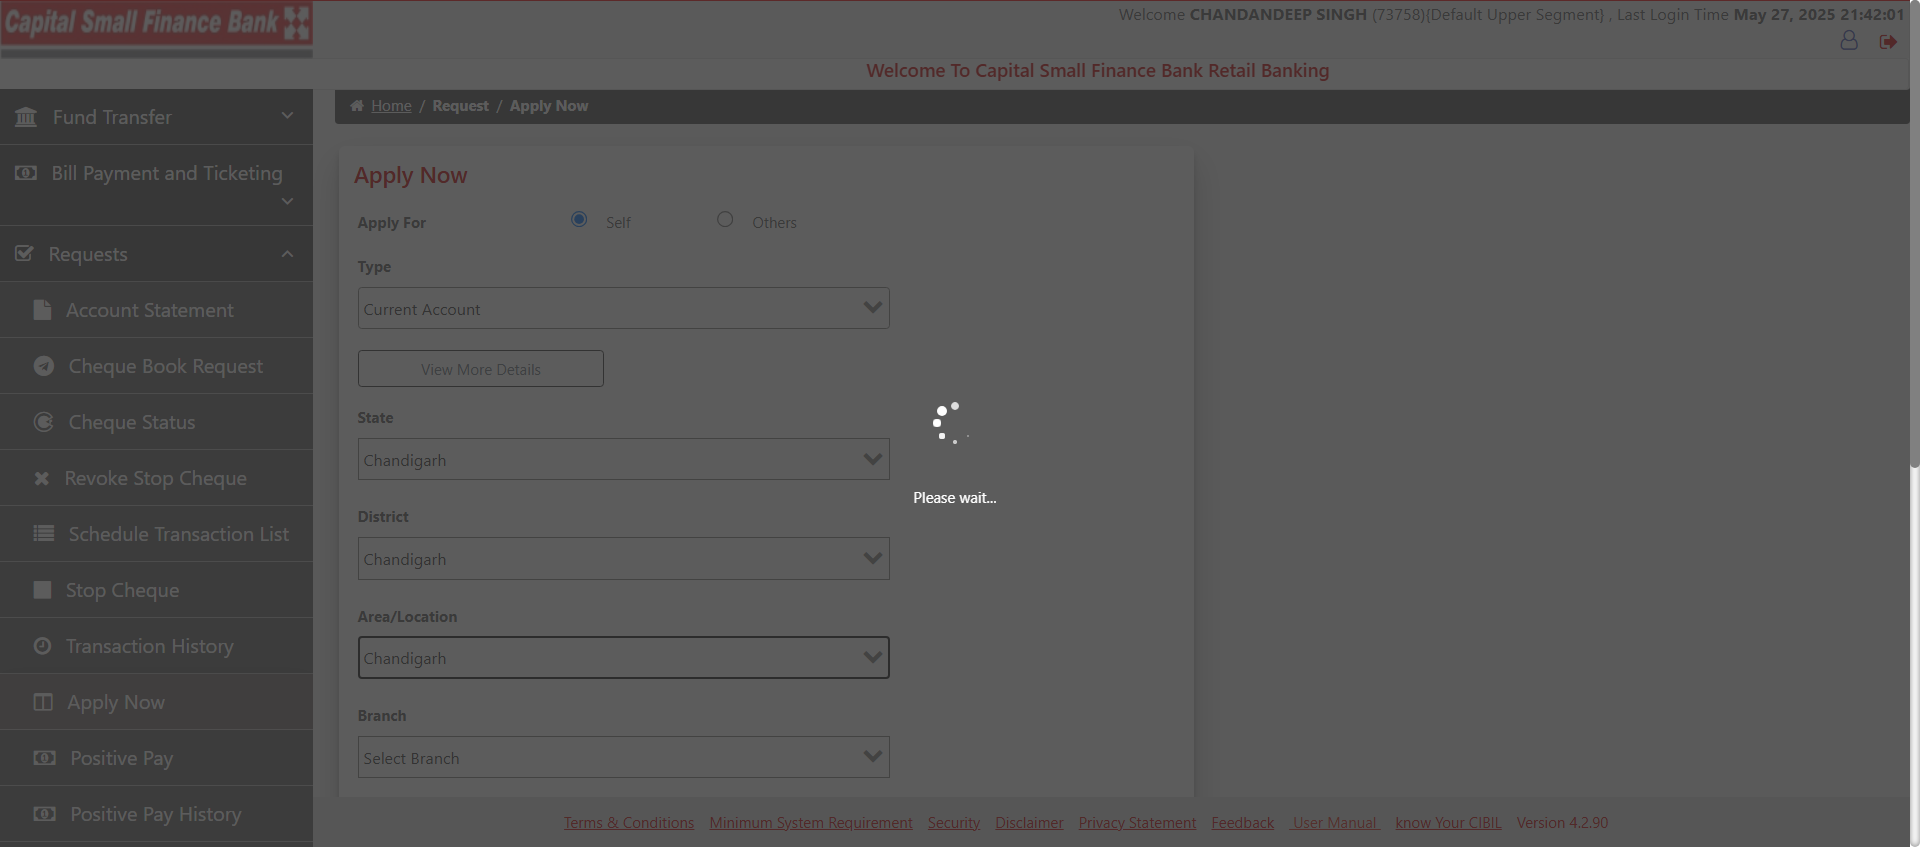 Capital Small Finance Bank
Welcome CHANDANDEEP SINGH (73758){Default Upper Segment} , Last Login Time May 27, 2025 21:42:01
Welcome To Capital Small Finance Bank Retail Banking
Fund Transfer
Bill Payment and Ticketing
Requests
Account Statement
Cheque Book Request
Cheque Status
Revoke Stop Cheque
Schedule Transaction List
Stop Cheque
Transaction History
Apply Now
Positive Pay
Positive Pay History
Home / Request / Apply Now
Apply Now
Apply For Self Others
Type
Current Account
View More Details
State
Chandigarh
District
Chandigarh
Area/Location
Chandigarh
Branch
Select Branch
Please wait...
Terms & Conditions Minimum System Requirement Security Disclaimer Privacy Statement Feedback User Manual know Your CIBIL Version 4.2.90